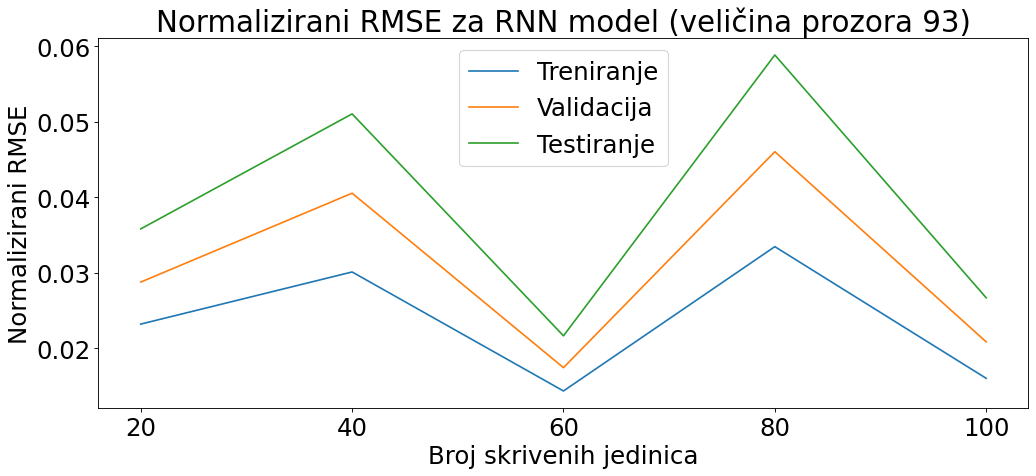 Normalizirani RMSE za RNN model (veličina prozora 93)
Normalizirani RMSE
0.06
0.05
0.04
0.03
0.02
Treniranje
Validacija
Testiranje
20 40 60 80 100
Broj skrivenih jedinica